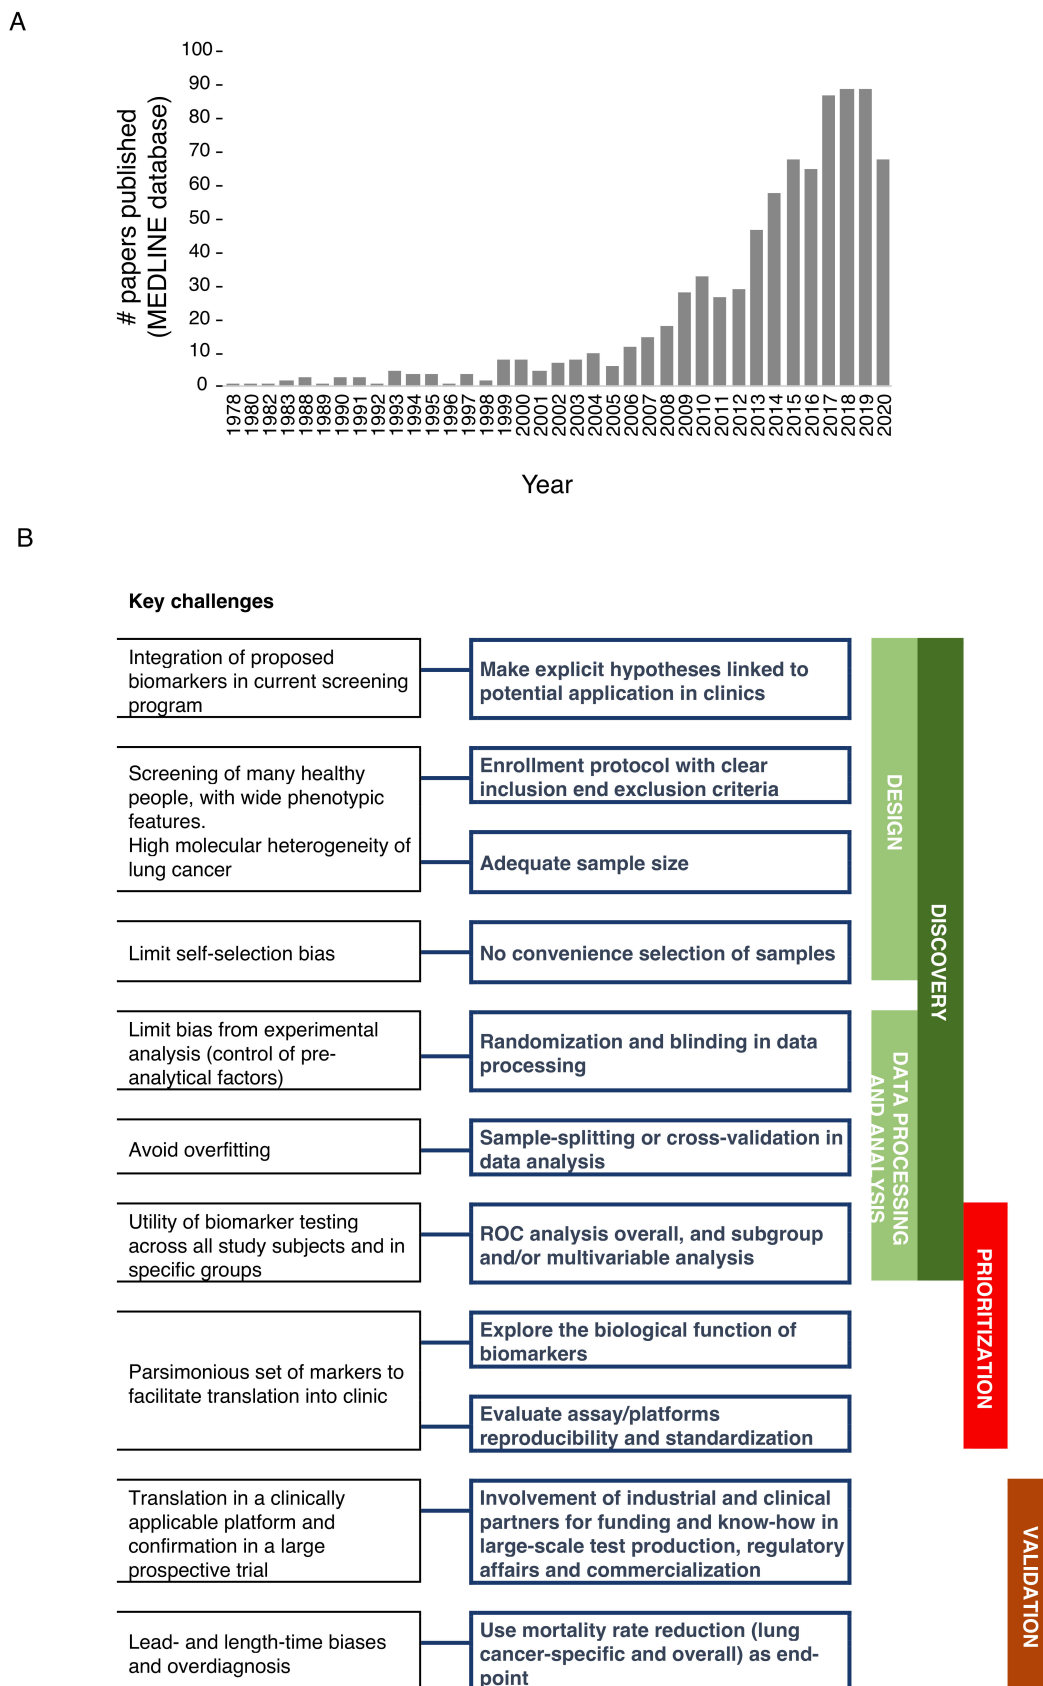 A
# papers published
(MEDLINE database)
100
90
80
70
60
50
40
30
20
10
0
1978
1980
1982
1983
1988
1989
1990
1991
1992
1993
1994
1995
1996
1997
1998
1999
2000
2001
2002
2003
2004
2005
2006
2007
2008
2009
2010
2011
2012
2013
2014
2015
2016
2017
2018
2019
2020
Year
B
Key challenges
Integration of proposed
biomarkers in current screening
program
Make explicit hypotheses linked to
potential application in clinics
Screening of many healthy
people, with wide phenotypic
features.
High molecular heterogeneity of
lung cancer
Enrollment protocol with clear
inclusion end exclusion criteria
Adequate sample size
Limit self-selection bias
No convenience selection of samples
DESIGN
DISCOVERY
Limit bias from experimental
analysis (control of pre-
analytical factors)
Randomization and blinding in data
processing
Avoid overfitting
Sample-splitting or cross-validation in
data analysis
Utility of biomarker testing
across all study subjects and in
specific groups
ROC analysis overall, and subgroup
and/or multivariable analysis
DATA PROCESSING
AND ANALYSIS
Parsimonious set of markers to
facilitate translation into clinic
Explore the biological function of
biomarkers
Evaluate assay/platforms
reproducibility and standardization
PRIORITIZATION
Translation in a clinically
applicable platform and
confirmation in a large
prospective trial
Involvement of industrial and clinical
partners for funding and know-how in
large-scale test production, regulatory
affairs and commercialization
Lead- and length-time biases
and overdiagnosis
Use mortality rate reduction (lung
cancer-specific and overall) as end-
point
VALIDATION